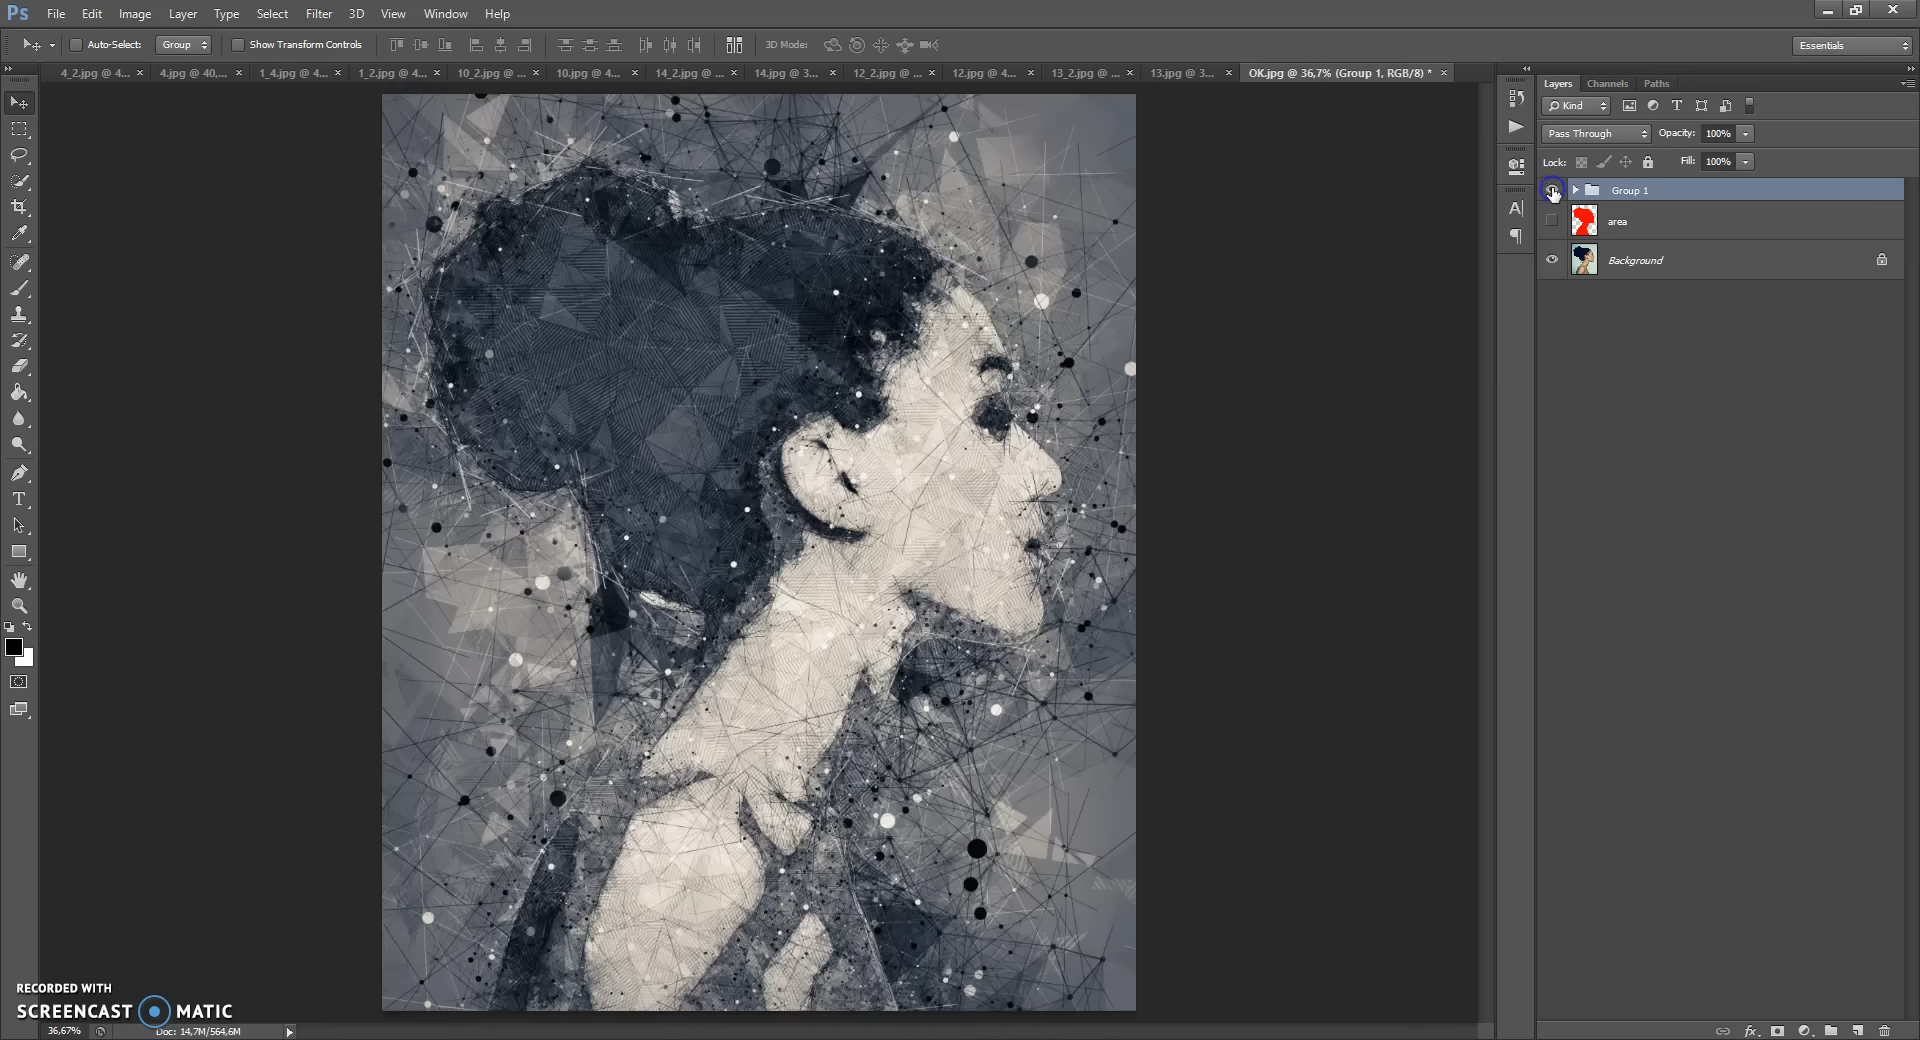 Ps File Edit Image Layer Type Select Filter 3D View Window Help
Auto-Select: Group Show Transform Controls 3D Mode: Essentials
4_2.jpg @ 4... × 4.jpg @ 40,... × 1_4.jpg @ 4... × 1_2.jpg @ 4... × 10_2.jpg @ ... × 10.jpg @ 4... × 14_2.jpg @ ... × 14.jpg @ 3... × 12_2.jpg @ ... × 12.jpg @ 4... × 13_2.jpg @ ... × 13.jpg @ 3... × OK.jpg @ 36,7% (Group 1, RGB/8) * ×
Layers Channels Paths
Kind
Pass Through Opacity: 100%
Lock: Fill: 100%
Group 1
area
Background
RECORDED WITH
SCREENCAST MATIC
36,67% Doc: 14,7M/564,6M